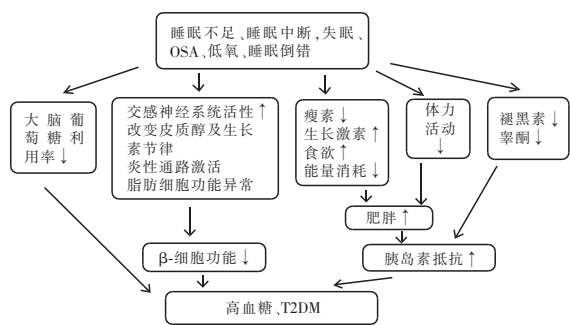 睡眠不足、睡眠中断,失眠、
OSA、低氧、睡眠倒错
大脑葡
萄糖利
用率↓
交感神经系统活性↑
改变皮质醇及生长
素节律
炎性通路激活
脂肪细胞功能异常
瘦素↓
生长激素↑
食欲↑
能量消耗↓
体力
活动
↓
褪黑素↓
睾酮↓
肥胖↑
β-细胞功能↓
胰岛素抵抗↑
高血糖、T2DM